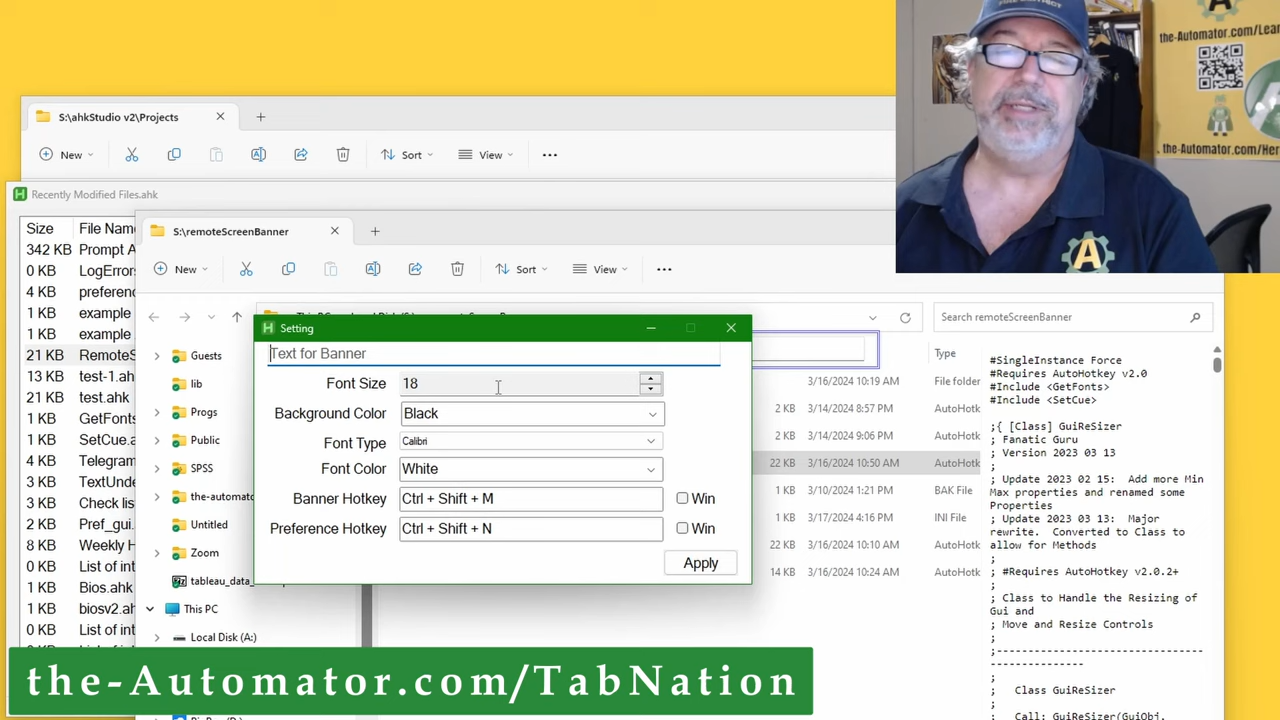 the-Automator.com/Lear
the-Automator.com/Her
S:\ahkStudio v2\Projects
New
Sort
View
Recently Modified Files.ahk
Size
File Name
342 KB
Prompt A
0 KB
LogErrors
4 KB
preferenc
1 KB
example
1 KB
example
21 KB
RemoteS
13 KB
test-1.ahk
21 KB
test.ahk
1 KB
GetFonts
1 KB
SetCue.a
4 KB
Telegram
3 KB
TextUnde
3 KB
Check lis
2 KB
Pref_gui.
8 KB
Weekly H
0 KB
List of int
1 KB
Bios.ahk
1 KB
biosv2.ah
0 KB
List of int
S:\remoteScreenBanner
New
Sort
View
Search remoteScreenBanner
Guests
lib
Progs
Public
SPSS
the-automato
Untitled
Zoom
tableau_data_
This PC
Local Disk (A:)
Setting
Text for Banner
Font Size
18
Background Color
Black
Font Type
Calibri
Font Color
White
Banner Hotkey
Ctrl + Shift + M
Win
Preference Hotkey
Ctrl + Shift + N
Win
Apply
Type
3/16/2024 10:19 AM
File folder
2 KB
3/14/2024 8:57 PM
AutoHotk
2 KB
3/14/2024 9:06 PM
AutoHotk
22 KB
3/16/2024 10:50 AM
AutoHotk
1 KB
3/10/2024 1:21 PM
BAK File
1 KB
3/17/2024 4:16 PM
INI File
22 KB
3/16/2024 10:10 AM
AutoHotk
14 KB
3/16/2024 10:24 AM
AutoHotk
#SingleInstance Force
#Requires AutoHotkey v2.0
#Include <GetFonts>
#Include <SetCue>
;{ [Class] GuiReSizer
; Fanatic Guru
; Version 2023 03 13
;
; Update 2023 02 15: Add more Min
Max properties and renamed some
Properties
; Update 2023 03 13: Major
rewrite. Converted to Class to
allow for Methods
;
; #Requires AutoHotkey v2.0.2+
;
; Class to Handle the Resizing of
Gui and
; Move and Resize Controls
;
;---------------------------------
---------------
;
; Class GuiReSizer
;
; Call: GuiReSizer(GuiObj,
the-Automator.com/TabNation